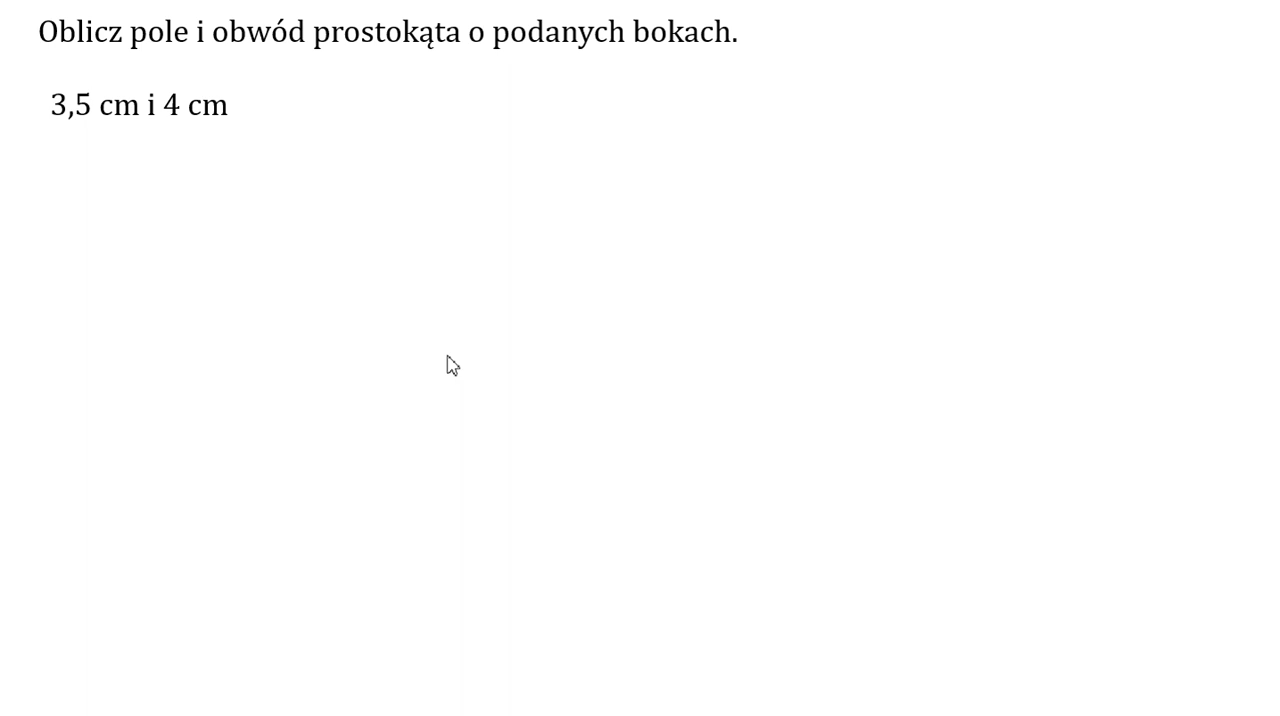 Oblicz pole i obwód prostokąta o podanych bokach.
3,5 cm i 4 cm